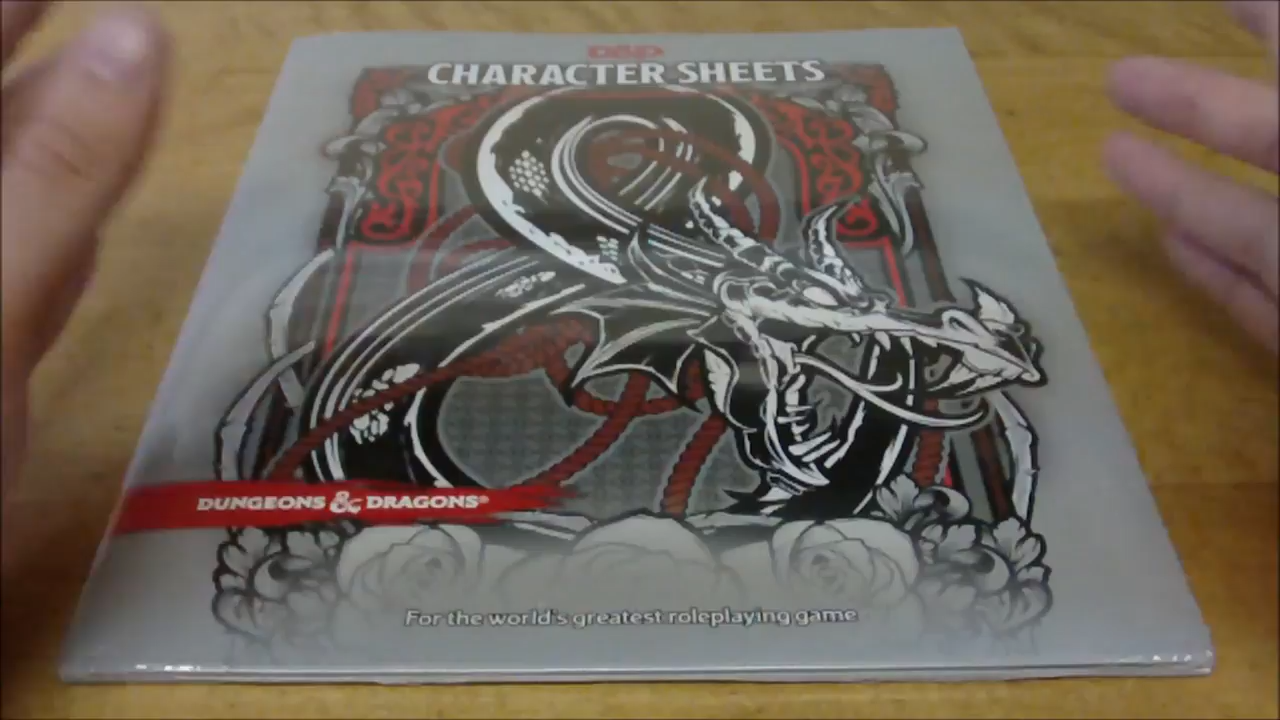 D&D
CHARACTER SHEETS
DUNGEONS & DRAGONS®
For the world's greatest roleplaying game